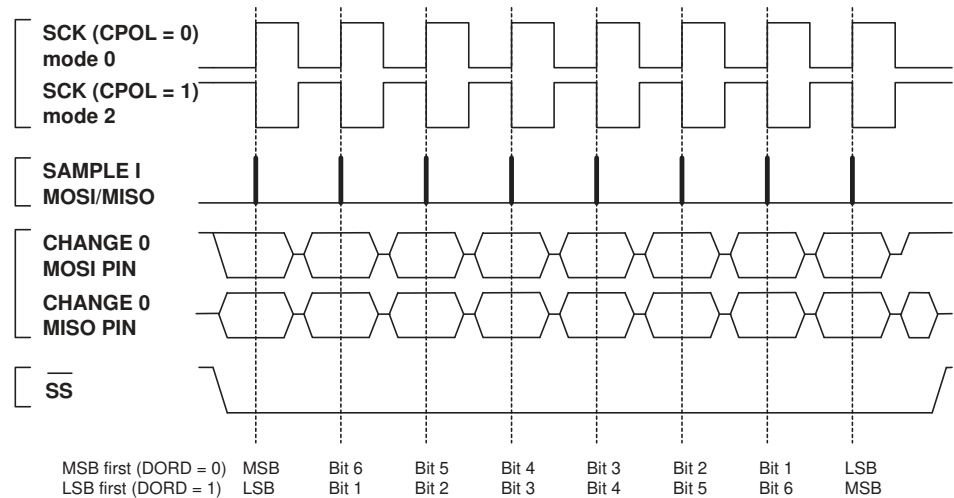 SCK (CPOL = 0)
mode 0
SCK (CPOL = 1)
mode 2
SAMPLE I
MOSI/MISO
CHANGE 0
MOSI PIN
CHANGE 0
MISO PIN
SS
MSB first (DORD = 0) MSB Bit 6 Bit 5 Bit 4 Bit 3 Bit 2 Bit 1 LSB
LSB first (DORD = 1) LSB Bit 1 Bit 2 Bit 3 Bit 4 Bit 5 Bit 6 MSB